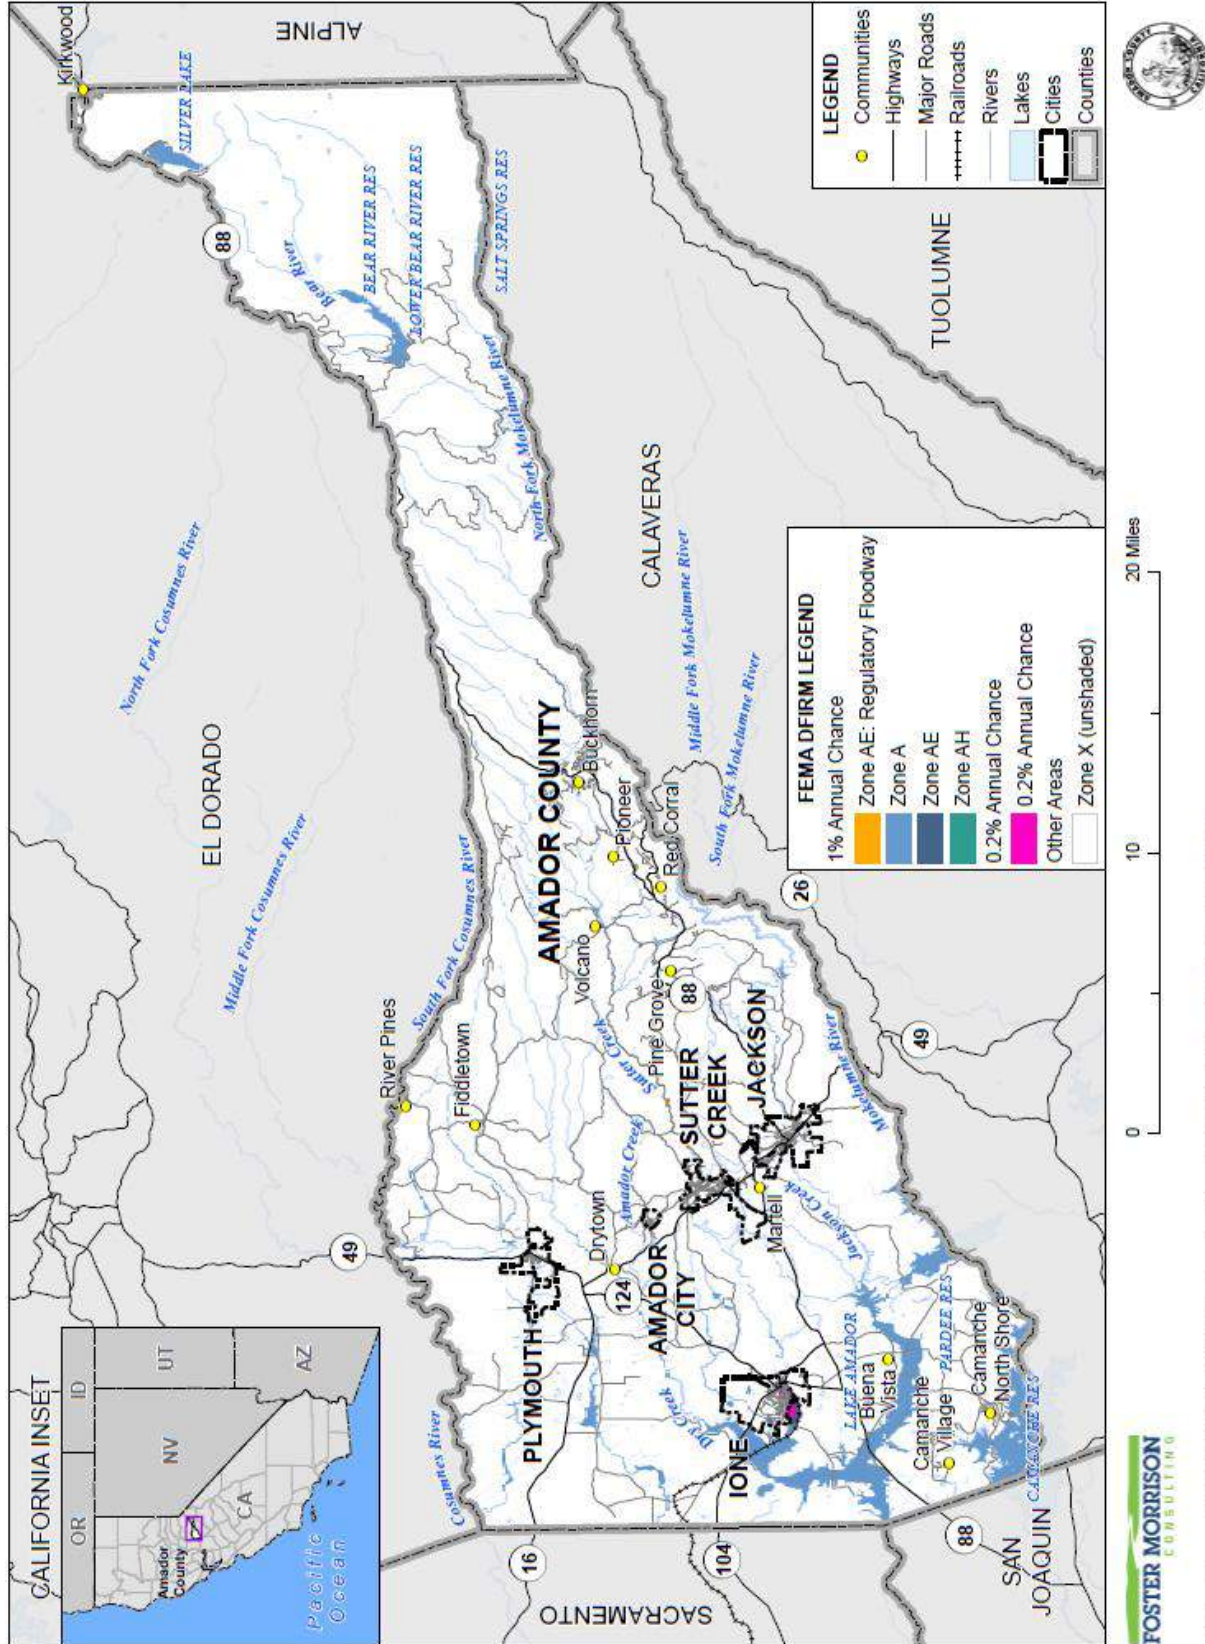 CALIFORNIA INSET
OR
ID
NV
UT
CA
AZ
Amador
County
Pacific
Ocean
ALPINE
Kirkwood
SILVER LAKE
88
Bear River
BEAR RIVER RES
LOWER BEAR RIVER RES
SALT SPRINGS RES
North Fork Mokelumne River
North Fork Cosumnes River
EL DORADO
Middle Fork Cosumnes River
South Fork Cosumnes River
TUOLUMNE
CALAVERAS
Middle Fork Mokelumne River
South Fork Mokelumne River
AMADOR COUNTY
Buckhorn
Pioneer
Red Corral
Volcano
Pine Grove
88
26
River Pines
Fiddletown
Sutter Creek
SUTTER
CREEK
JACKSON
Mokelumne River
49
49
Amador Creek
Drytown
124
PLYMOUTH
AMADOR
CITY
Martell
Jackson Creek
Cosumnes River
Dry Creek
IONE
LAKE AMADOR
Buena
Vista
PARDEE RES
Camanche
Village
Camanche
North Shore
CAMANCHE RES
16
104
88
SACRAMENTO
SAN
JOAQUIN
LEGEND
Communities
Highways
Major Roads
Railroads
Rivers
Lakes
Cities
Counties
FEMA DFIRM LEGEND
1% Annual Chance
Zone AE: Regulatory Floodway
Zone A
Zone AE
Zone AH
0.2% Annual Chance
0.2% Annual Chance
Other Areas
Zone X (unshaded)
0
10
20 Miles
FOSTER MORRISON
CONSULTING